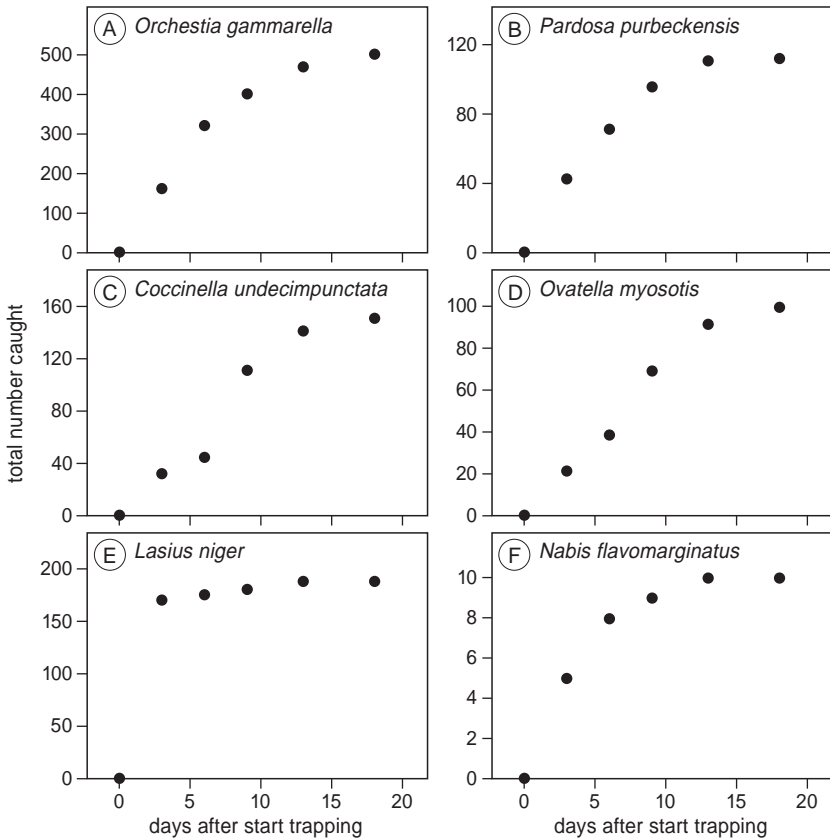 A Orchestia gammarella
500
400
300
200
100
0
B Pardosa purbeckensis
120
80
40
0
C Coccinella undecimpunctata
160
120
80
40
0
D Ovatella myosotis
100
80
60
40
20
0
E Lasius niger
200
150
100
50
0
F Nabis flavomarginatus
10
8
6
4
2
0
total number caught
0 5 10 15 20
days after start trapping
0 5 10 15 20
days after start trapping